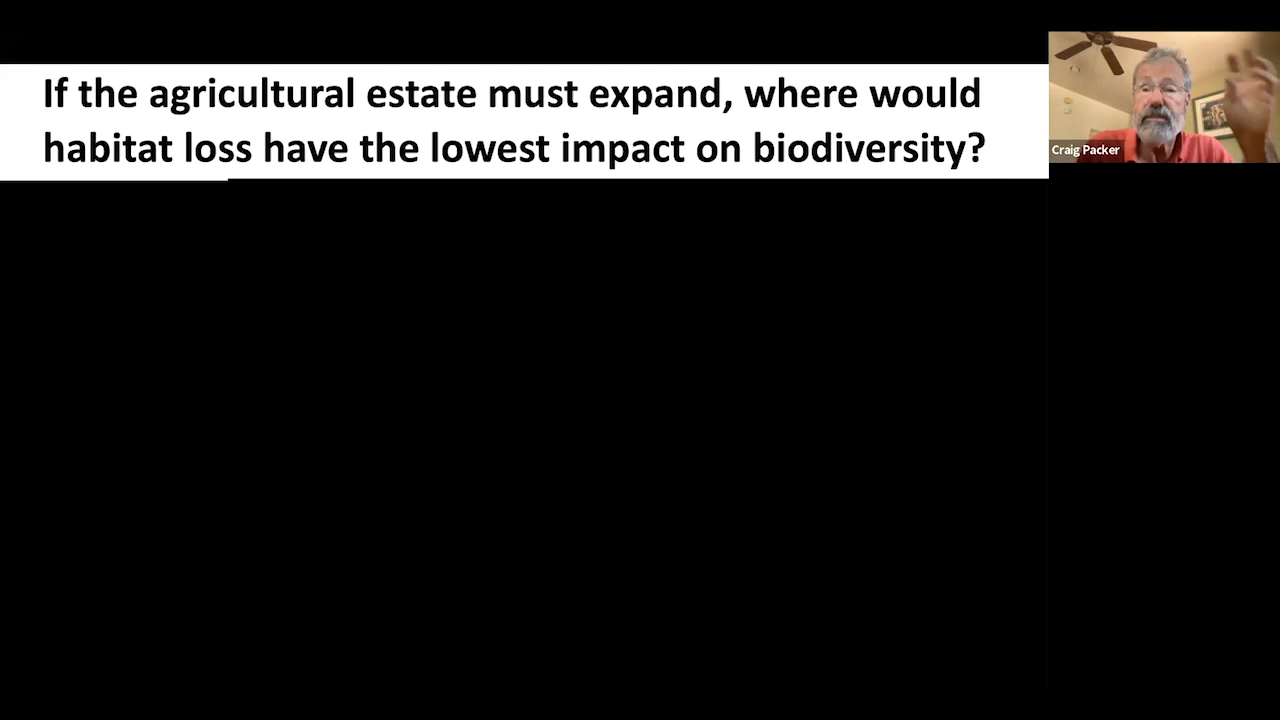 If the agricultural estate must expand, where would
habitat loss have the lowest impact on biodiversity?
Craig Packer